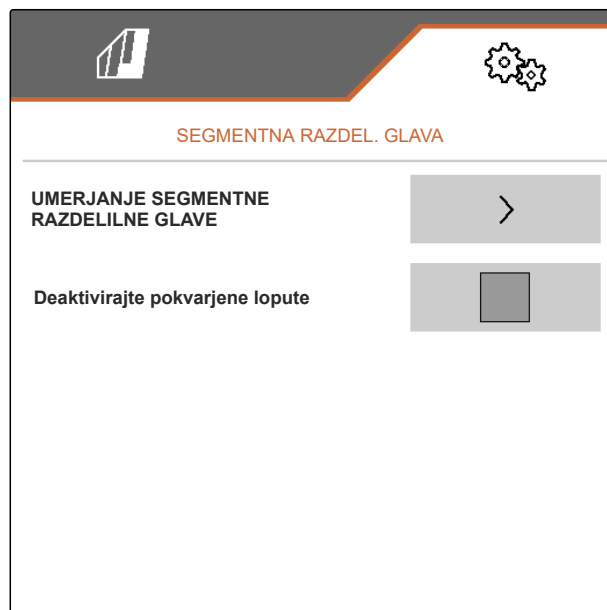 SEGMENTNA RAZDEL. GLAVA
UMERJANJE SEGMENTNE
RAZDELILNE GLAVE
Deaktivirajte pokvarjene lopute